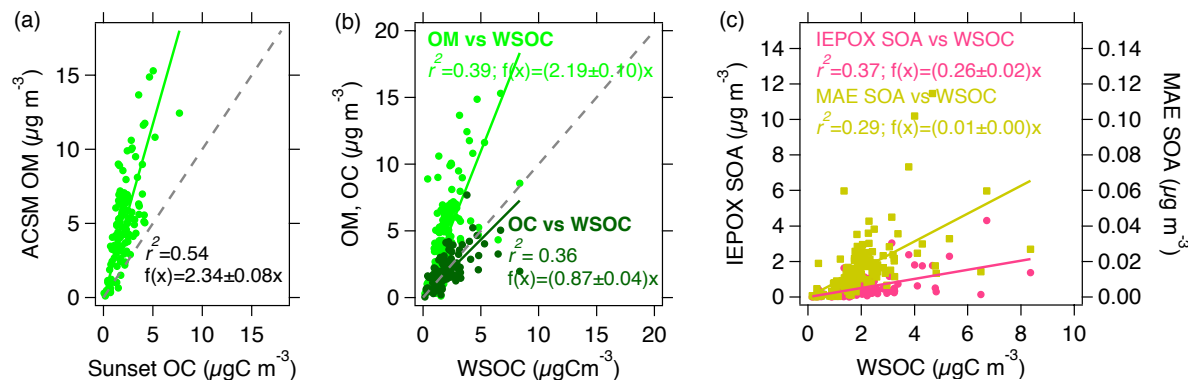 (a)
ACSM OM (µg m-3)
15
10
5
0
0
5
10
15
Sunset OC (µgC m-3)
r2=0.54
f(x)=2.34±0.08x
(b)
OM, OC (µg m-3)
20
15
10
5
0
0
5
10
15
20
WSOC (µgCm-3)
OM vs WSOC
r2=0.39; f(x)=(2.19±0.10)x
OC vs WSOC
r2= 0.36
f(x)=(0.87±0.04)x
(c)
IEPOX SOA (µg m-3)
14
12
10
8
6
4
2
0
0
2
4
6
8
10
WSOC (µgC m-3)
IEPOX SOA vs WSOC
r2=0.37; f(x)=(0.26±0.02)x
MAE SOA vs WSOC
r2=0.29; f(x)=(0.01±0.00)x
0.14
0.12
0.10
0.08
0.06
0.04
0.02
0.00
MAE SOA (µg m-3)